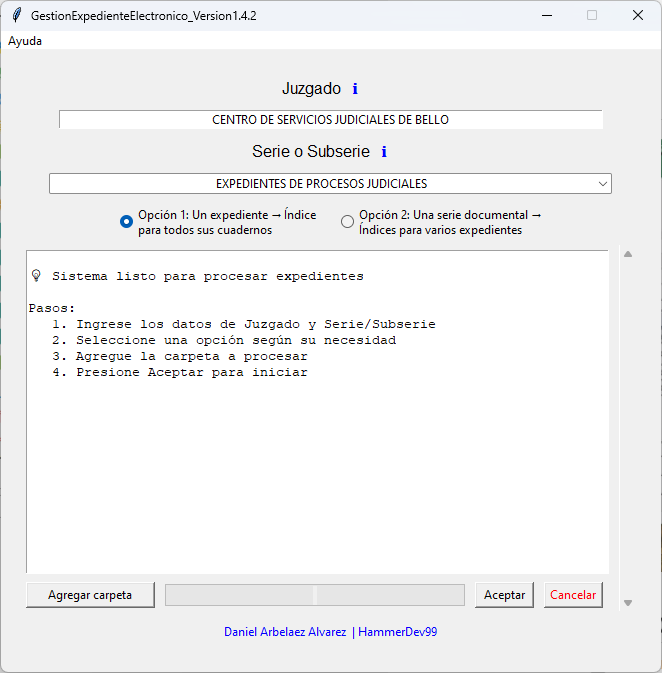 GestionExpedienteElectronico_Version1.4.2
Ayuda
Juzgado i
CENTRO DE SERVICIOS JUDICIALES DE BELLO
Serie o Subserie i
EXPEDIENTES DE PROCESOS JUDICIALES
Opción 1: Un expediente → Índice
para todos sus cuadernos
Opción 2: Una serie documental →
Índices para varios expedientes
Sistema listo para procesar expedientes
Pasos:
1. Ingrese los datos de Juzgado y Serie/Subserie
2. Seleccione una opción según su necesidad
3. Agregue la carpeta a procesar
4. Presione Aceptar para iniciar
Agregar carpeta
Aceptar
Cancelar
Daniel Arbelaez Alvarez | HammerDev99